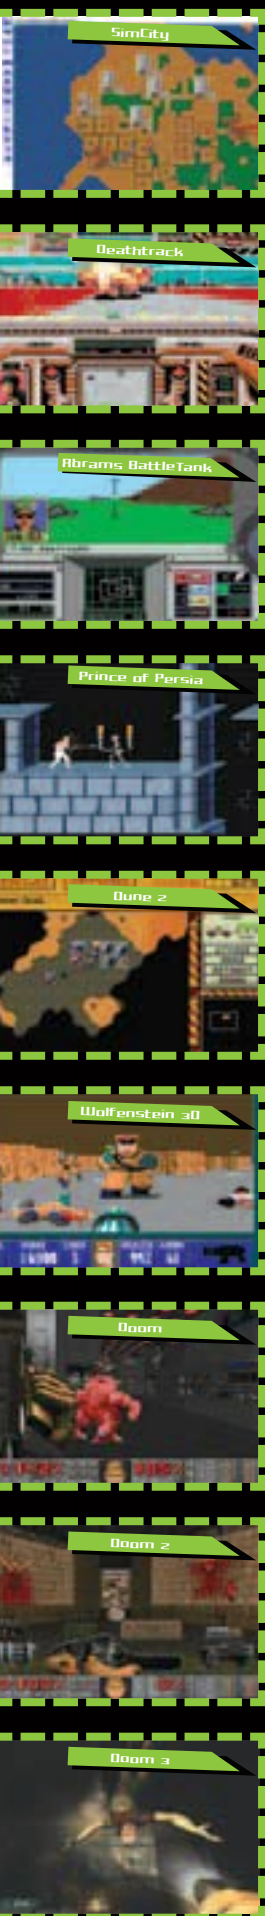 SimCity
Deathtrack
Abrams BattleTank
Prince of Persia
Dune 2
Wolfenstein 3D
Doom
Doom 2
Doom 3